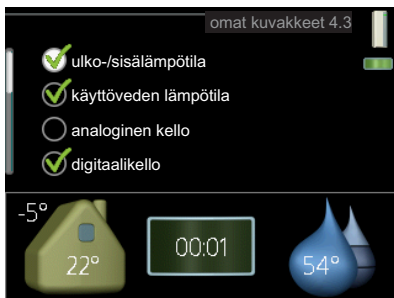 omat kuvakkeet 4.3
ulko-/sisälämpötila
käyttöveden lämpötila
analoginen kello
digitaalikello
-5°
22°
00:01
54°